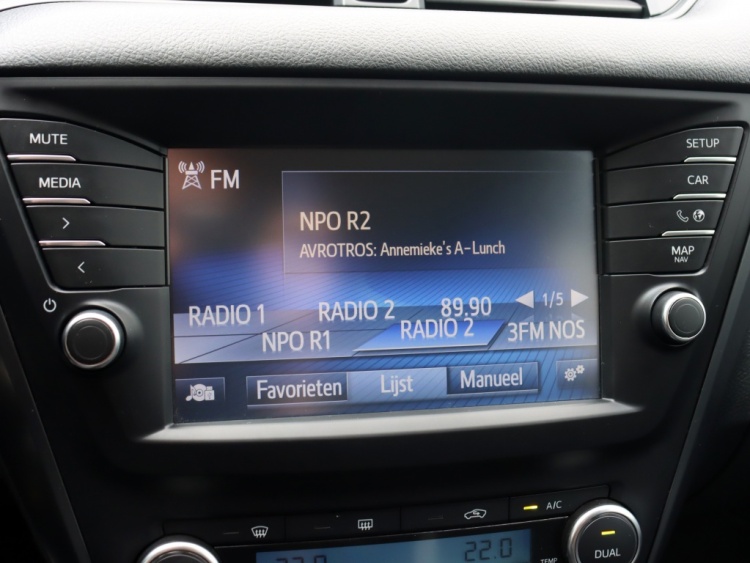 MUTE
MEDIA
SETUP
CAR
MAP
NAV
FM
NPO R2
AVROTROS: Annemieke's A-Lunch
RADIO 1 RADIO 2 89,90 1/5
NPO R1 RADIO 2 3FM NOS
Favorieten Lijst Manueel
A/C
22.0
TEMP
DUAL